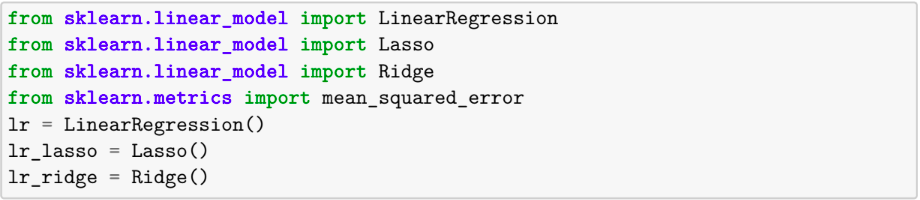 from sklearn.linear_model import LinearRegression
from sklearn.linear_model import Lasso
from sklearn.linear_model import Ridge
from sklearn.metrics import mean_squared_error
lr = LinearRegression()
lr_lasso = Lasso()
lr_ridge = Ridge()